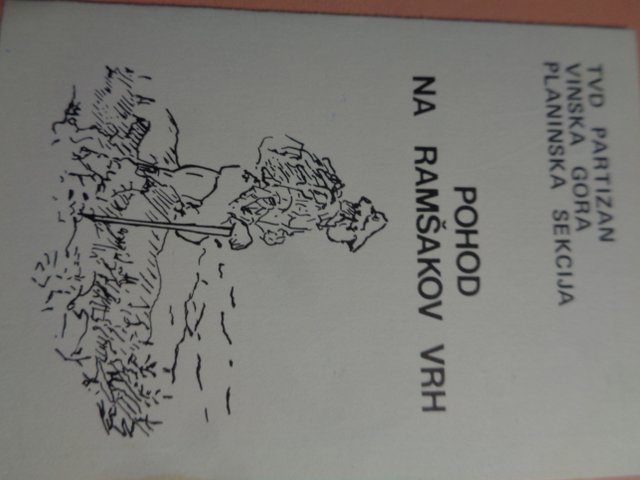 TVD PARTIZAN
VINSKA GORA
PLANINSKA SEKCIJA
POHOD
NA RAMŠAKOV VRH